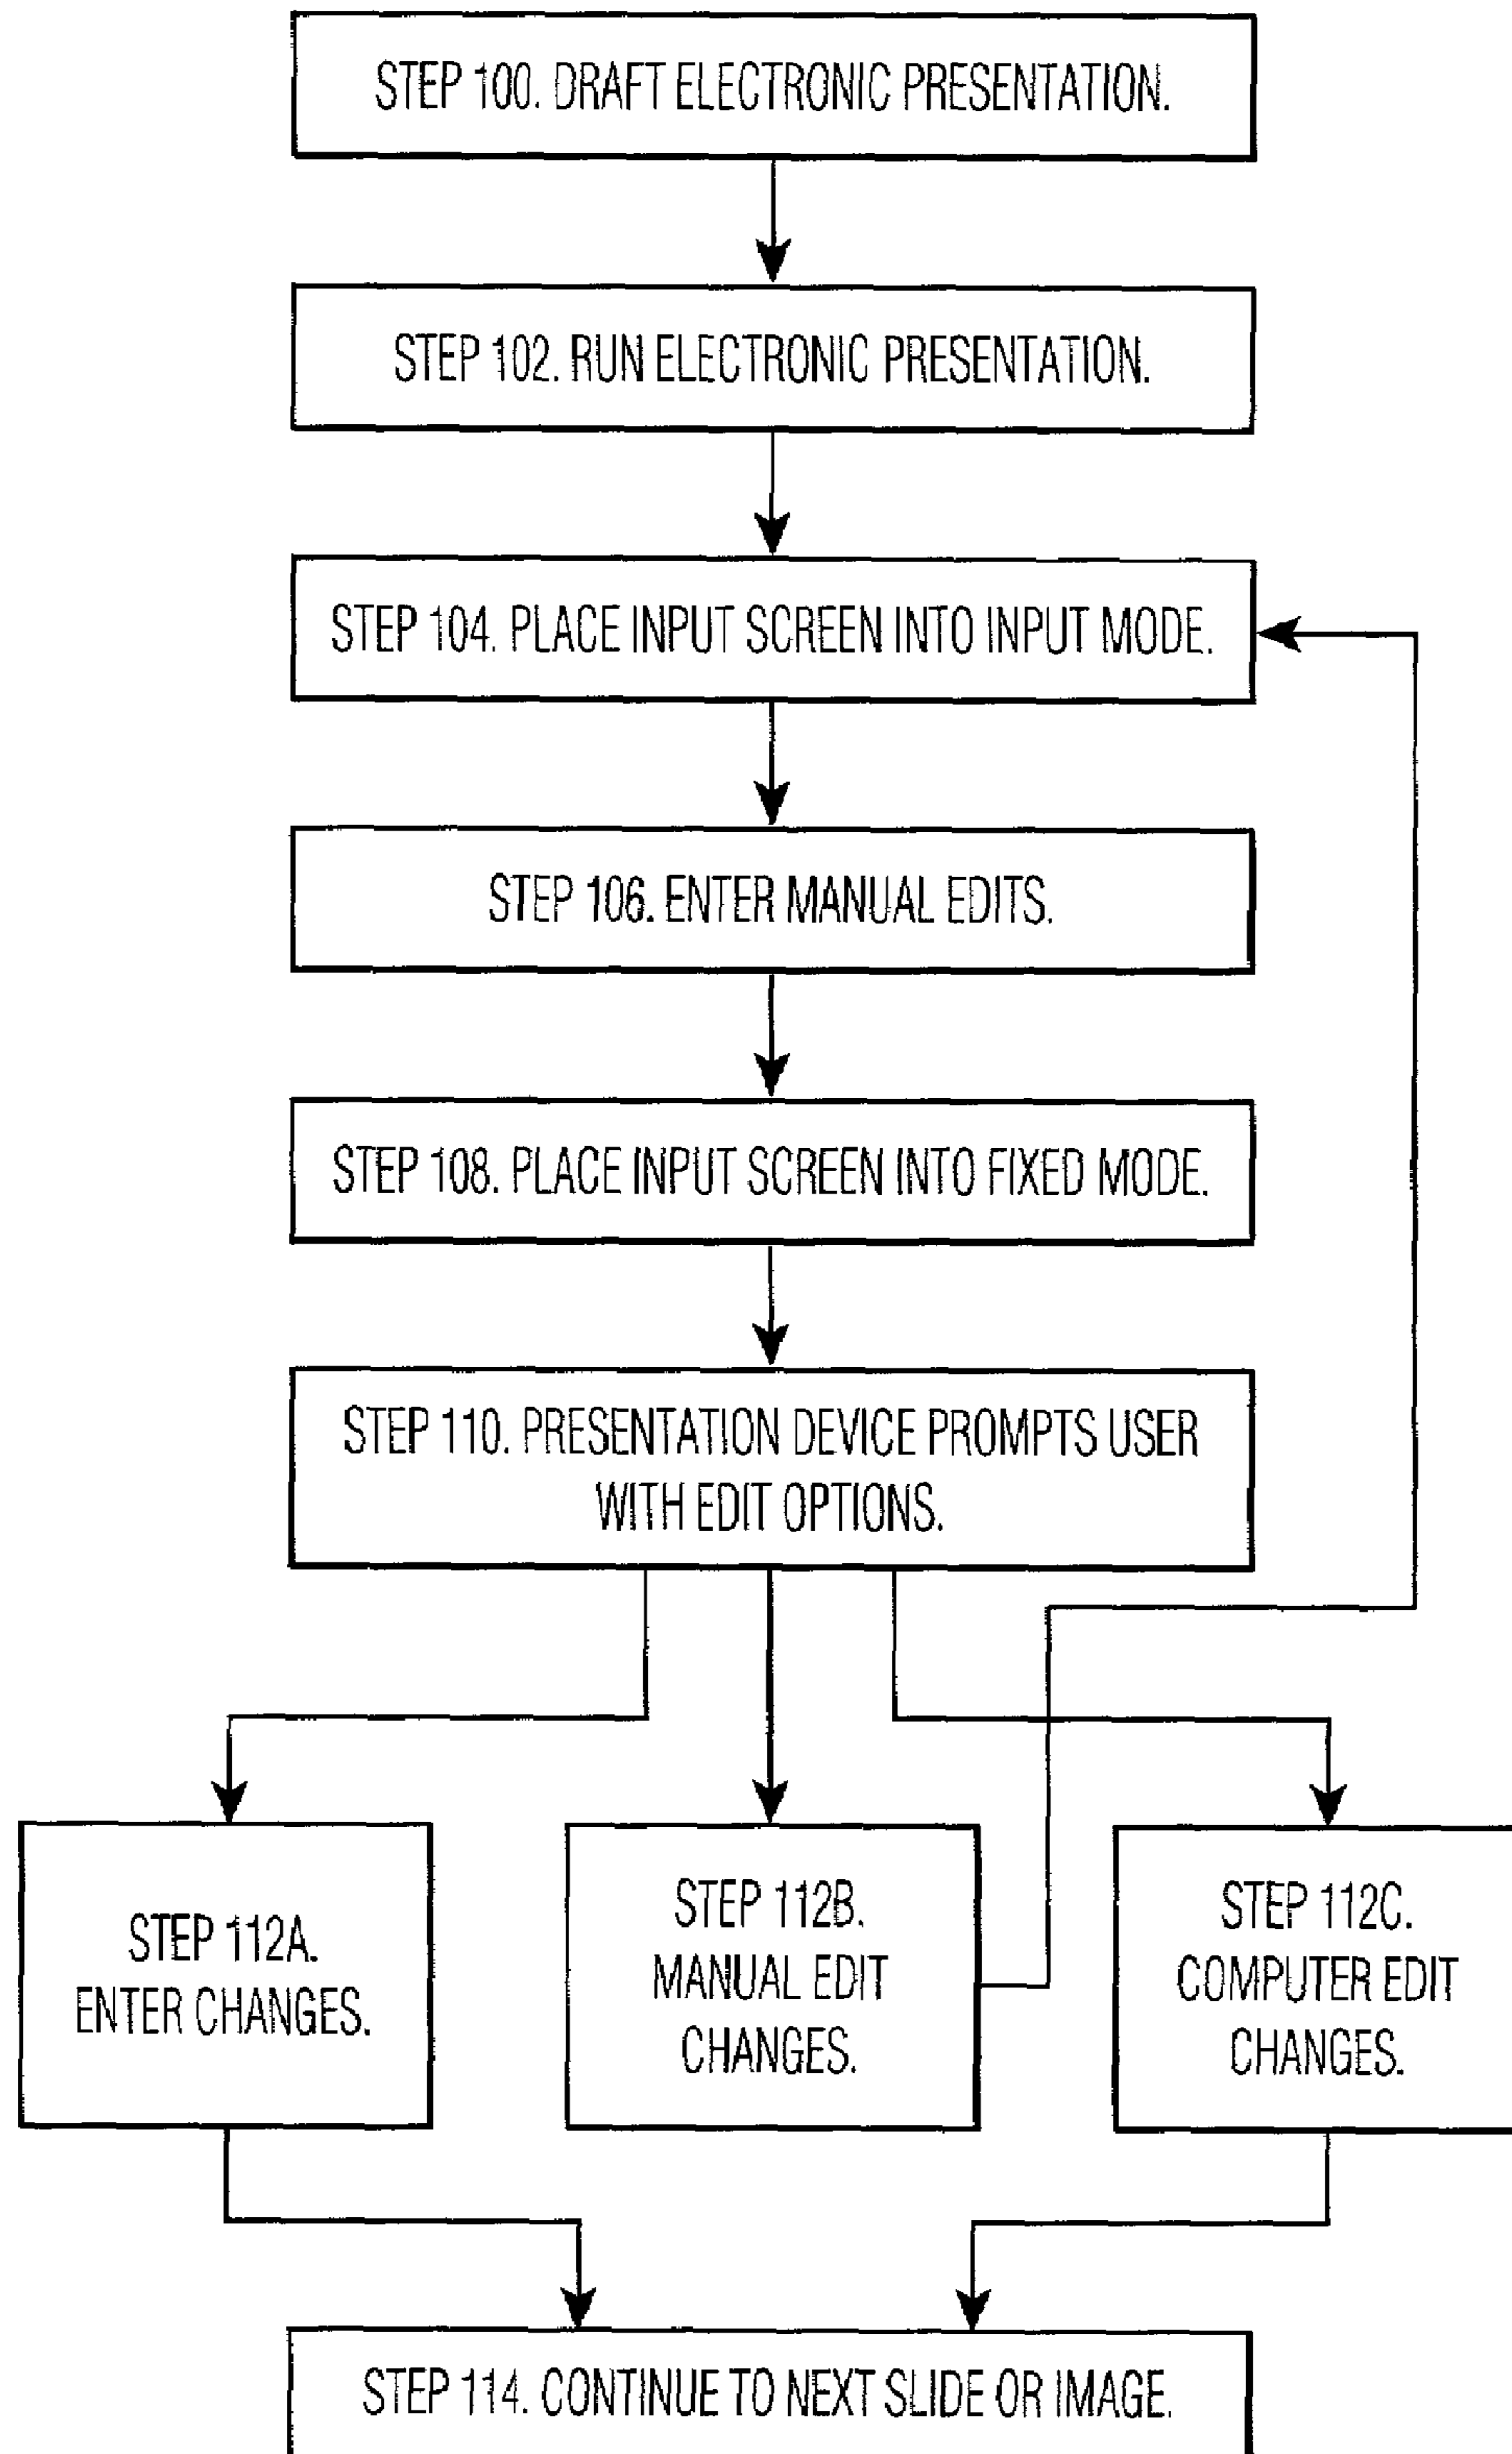 STEP 100. DRAFT ELECTRONIC PRESENTATION.
STEP 102. RUN ELECTRONIC PRESENTATION.
STEP 104. PLACE INPUT SCREEN INTO INPUT MODE.
STEP 106. ENTER MANUAL EDITS.
STEP 108. PLACE INPUT SCREEN INTO FIXED MODE.
STEP 110. PRESENTATION DEVICE PROMPTS USER
WITH EDIT OPTIONS.
STEP 112A.
ENTER CHANGES.
STEP 112B.
MANUAL EDIT
CHANGES.
STEP 112C.
COMPUTER EDIT
CHANGES.
STEP 114. CONTINUE TO NEXT SLIDE OR IMAGE.